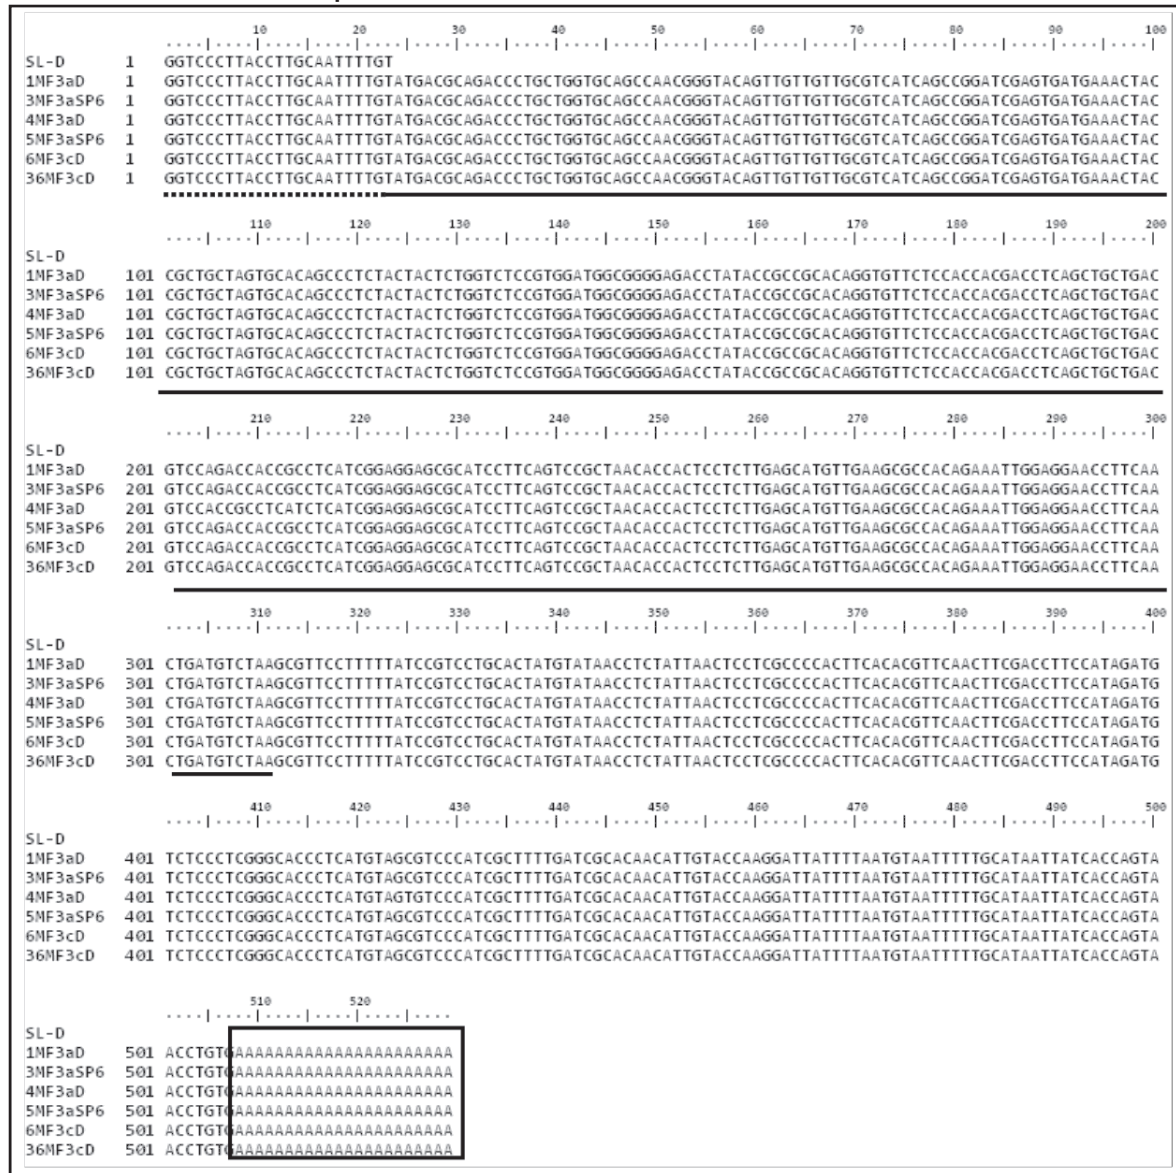 10 20 30 40 50 60 70 80 90 100
SL-D 1 GGTCCCTTACCTTGCAATTTTGT
1MF3aD 1 GGTCCCTTACCTTGCAATTTTGTATGACGCAGACCCTGCTGGTGCAGCCAACGGGTACAGTTGTTGTTGCGTCATCAGCCGGATCGAGTGATGAAACTAC
3MF3aSP6 1 GGTCCCTTACCTTGCAATTTTGTATGACGCAGACCCTGCTGGTGCAGCCAACGGGTACAGTTGTTGTTGCGTCATCAGCCGGATCGAGTGATGAAACTAC
4MF3aD 1 GGTCCCTTACCTTGCAATTTTGTATGACGCAGACCCTGCTGGTGCAGCCAACGGGTACAGTTGTTGTTGCGTCATCAGCCGGATCGAGTGATGAAACTAC
5MF3aSP6 1 GGTCCCTTACCTTGCAATTTTGTATGACGCAGACCCTGCTGGTGCAGCCAACGGGTACAGTTGTTGTTGCGTCATCAGCCGGATCGAGTGATGAAACTAC
6MF3cD 1 GGTCCCTTACCTTGCAATTTTGTATGACGCAGACCCTGCTGGTGCAGCCAACGGGTACAGTTGTTGTTGCGTCATCAGCCGGATCGAGTGATGAAACTAC
36MF3cD 1 GGTCCCTTACCTTGCAATTTTGTATGACGCAGACCCTGCTGGTGCAGCCAACGGGTACAGTTGTTGTTGCGTCATCAGCCGGATCGAGTGATGAAACTAC
110 120 130 140 150 160 170 180 190 200
SL-D
1MF3aD 101 CGCTGCTAGTGCACAGCCCTCTACTACTCTGGTCTCCGTGGATGGCGGGGAGACCTATACCGCCGCACAGGTGTTCTCCACCACGACCTCAGCTGCTGAC
3MF3aSP6 101 CGCTGCTAGTGCACAGCCCTCTACTACTCTGGTCTCCGTGGATGGCGGGGAGACCTATACCGCCGCACAGGTGTTCTCCACCACGACCTCAGCTGCTGAC
4MF3aD 101 CGCTGCTAGTGCACAGCCCTCTACTACTCTGGTCTCCGTGGATGGCGGGGAGACCTATACCGCCGCACAGGTGTTCTCCACCACGACCTCAGCTGCTGAC
5MF3aSP6 101 CGCTGCTAGTGCACAGCCCTCTACTACTCTGGTCTCCGTGGATGGCGGGGAGACCTATACCGCCGCACAGGTGTTCTCCACCACGACCTCAGCTGCTGAC
6MF3cD 101 CGCTGCTAGTGCACAGCCCTCTACTACTCTGGTCTCCGTGGATGGCGGGGAGACCTATACCGCCGCACAGGTGTTCTCCACCACGACCTCAGCTGCTGAC
36MF3cD 101 CGCTGCTAGTGCACAGCCCTCTACTACTCTGGTCTCCGTGGATGGCGGGGAGACCTATACCGCCGCACAGGTGTTCTCCACCACGACCTCAGCTGCTGAC
210 220 230 240 250 260 270 280 290 300
SL-D
1MF3aD 201 GTCCAGACCACCGCCTCATCGGAGGAGCGCATCCTTCAGTCCGCTAACACCACTCCTCTTGAGCATGTTGAAGCGCCACAGAAATTGGAGGAACCTTCAA
3MF3aSP6 201 GTCCAGACCACCGCCTCATCGGAGGAGCGCATCCTTCAGTCCGCTAACACCACTCCTCTTGAGCATGTTGAAGCGCCACAGAAATTGGAGGAACCTTCAA
4MF3aD 201 GTCCACCGCCTCATCTCATCGGAGGAGCGCATCCTTCAGTCCGCTAACACCACTCCTCTTGAGCATGTTGAAGCGCCACAGAAATTGGAGGAACCTTCAA
5MF3aSP6 201 GTCCAGACCACCGCCTCATCGGAGGAGCGCATCCTTCAGTCCGCTAACACCACTCCTCTTGAGCATGTTGAAGCGCCACAGAAATTGGAGGAACCTTCAA
6MF3cD 201 GTCCAGACCACCGCCTCATCGGAGGAGCGCATCCTTCAGTCCGCTAACACCACTCCTCTTGAGCATGTTGAAGCGCCACAGAAATTGGAGGAACCTTCAA
36MF3cD 201 GTCCAGACCACCGCCTCATCGGAGGAGCGCATCCTTCAGTCCGCTAACACCACTCCTCTTGAGCATGTTGAAGCGCCACAGAAATTGGAGGAACCTTCAA
310 320 330 340 350 360 370 380 390 400
SL-D
1MF3aD 301 CTGATGTCTAAGCGTTCCTTTTTATCCGTCCTGCACTATGTATAACCTCTATTAACTCCTCGCCCCACTTCACACGTTCAACTTCGACCTTCCATAGATG
3MF3aSP6 301 CTGATGTCTAAGCGTTCCTTTTTATCCGTCCTGCACTATGTATAACCTCTATTAACTCCTCGCCCCACTTCACACGTTCAACTTCGACCTTCCATAGATG
4MF3aD 301 CTGATGTCTAAGCGTTCCTTTTTATCCGTCCTGCACTATGTATAACCTCTATTAACTCCTCGCCCCACTTCACACGTTCAACTTCGACCTTCCATAGATG
5MF3aSP6 301 CTGATGTCTAAGCGTTCCTTTTTATCCGTCCTGCACTATGTATAACCTCTATTAACTCCTCGCCCCACTTCACACGTTCAACTTCGACCTTCCATAGATG
6MF3cD 301 CTGATGTCTAAGCGTTCCTTTTTATCCGTCCTGCACTATGTATAACCTCTATTAACTCCTCGCCCCACTTCACACGTTCAACTTCGACCTTCCATAGATG
36MF3cD 301 CTGATGTCTAAGCGTTCCTTTTTATCCGTCCTGCACTATGTATAACCTCTATTAACTCCTCGCCCCACTTCACACGTTCAACTTCGACCTTCCATAGATG
410 420 430 440 450 460 470 480 490 500
SL-D
1MF3aD 401 TCTCCCTCGGGCACCCTCATGTAGCGTCCCATCGCTTTTGATCGCACAACATTGTACCAAGGATTATTTTAATGTAATTTTTGCATAATTATCACCAGTA
3MF3aSP6 401 TCTCCCTCGGGCACCCTCATGTAGCGTCCCATCGCTTTTGATCGCACAACATTGTACCAAGGATTATTTTAATGTAATTTTTGCATAATTATCACCAGTA
4MF3aD 401 TCTCCCTCGGGCACCCTCATGTAGTGTCCCATCGCTTTTGATCGCACAACATTGTACCAAGGATTATTTTAATGTAATTTTTGCATAATTATCACCAGTA
5MF3aSP6 401 TCTCCCTCGGGCACCCTCATGTAGCGTCCCATCGCTTTTGATCGCACAACATTGTACCAAGGATTATTTTAATGTAATTTTTGCATAATTATCACCAGTA
6MF3cD 401 TCTCCCTCGGGCACCCTCATGTAGCGTCCCATCGCTTTTGATCGCACAACATTGTACCAAGGATTATTTTAATGTAATTTTTGCATAATTATCACCAGTA
36MF3cD 401 TCTCCCTCGGGCACCCTCATGTAGCGTCCCATCGCTTTTGATCGCACAACATTGTACCAAGGATTATTTTAATGTAATTTTTGCATAATTATCACCAGTA
510 520
SL-D
1MF3aD 501 ACCTGTGAAAAAAAAAAAAAAAAAAAAAA
3MF3aSP6 501 ACCTGTGAAAAAAAAAAAAAAAAAAAAAA
4MF3aD 501 ACCTGTGAAAAAAAAAAAAAAAAAAAAAA
5MF3aSP6 501 ACCTGTGAAAAAAAAAAAAAAAAAAAAAA
6MF3cD 501 ACCTGTGAAAAAAAAAAAAAAAAAAAAAA
36MF3cD 501 ACCTGTGAAAAAAAAAAAAAAAAAAAAAA